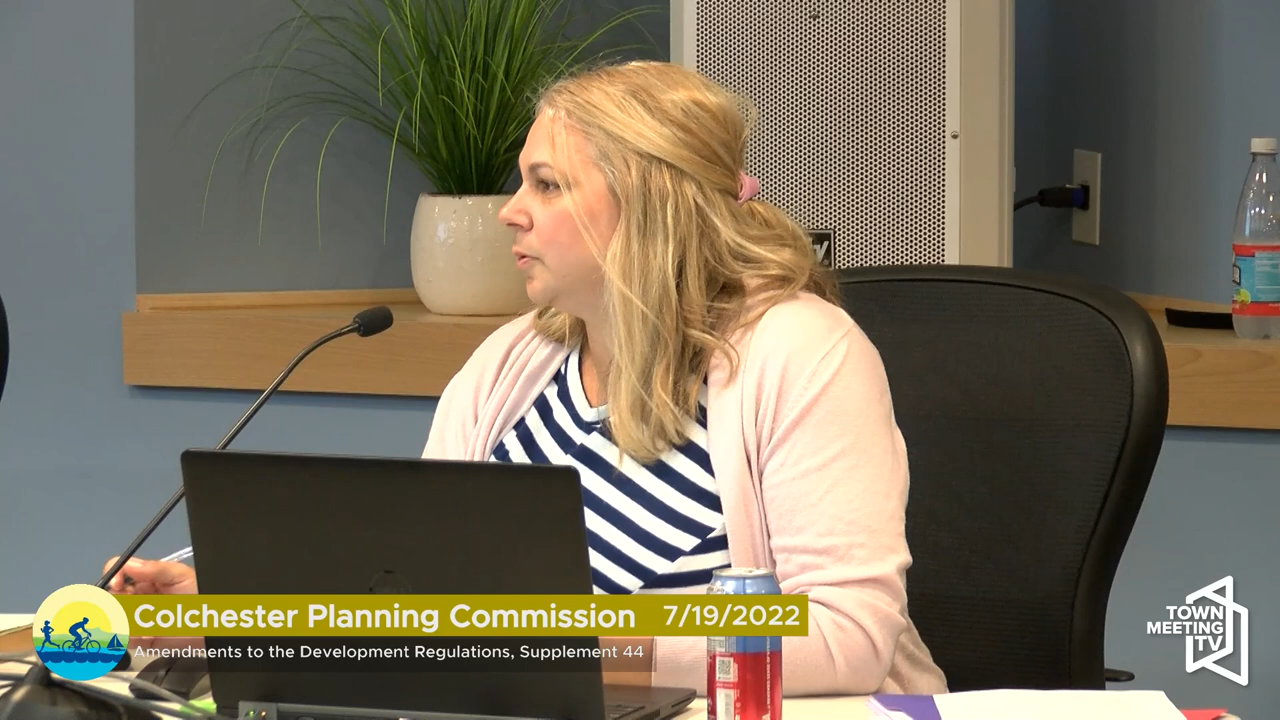 Colchester Planning Commission 7/19/2022
Amendments to the Development Regulations, Supplement 44
TOWN
MEETING
TV